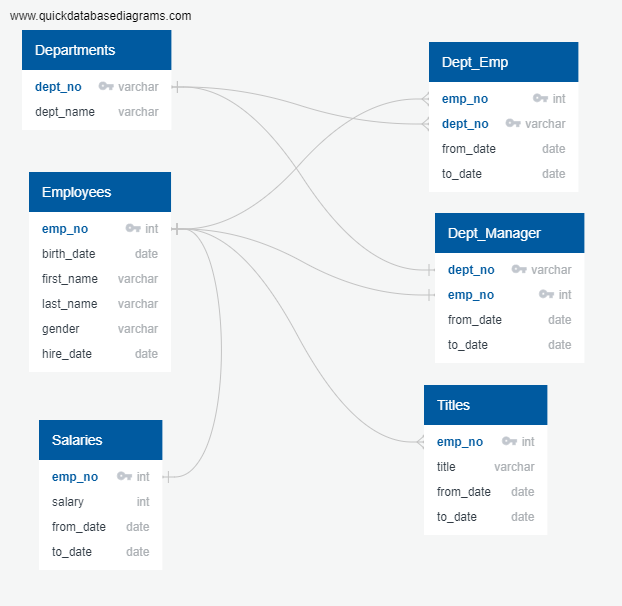 www.quickdatabasediagrams.com
Departments
dept_no varchar
dept_name varchar
Employees
emp_no int
birth_date date
first_name varchar
last_name varchar
gender varchar
hire_date date
Salaries
emp_no int
salary int
from_date date
to_date date
Dept_Emp
emp_no int
dept_no varchar
from_date date
to_date date
Dept_Manager
dept_no varchar
emp_no int
from_date date
to_date date
Titles
emp_no int
title varchar
from_date date
to_date date